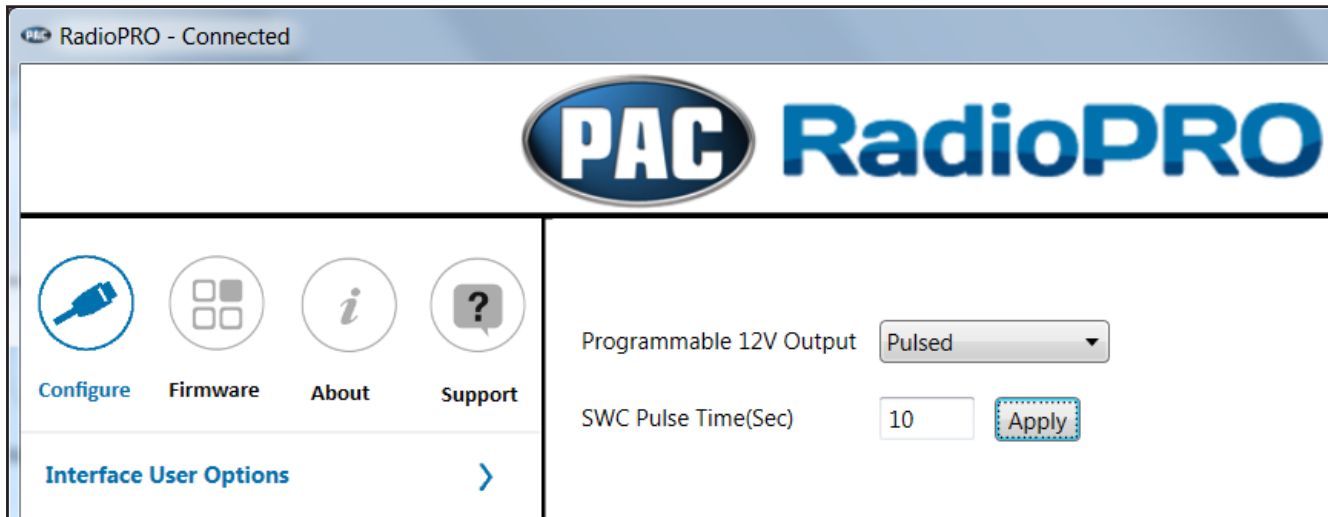 RadioPRO - Connected
PAC RadioPRO
Configure Firmware About Support
Interface User Options
Programmable 12V Output Pulsed
SWC Pulse Time(Sec) 10 Apply